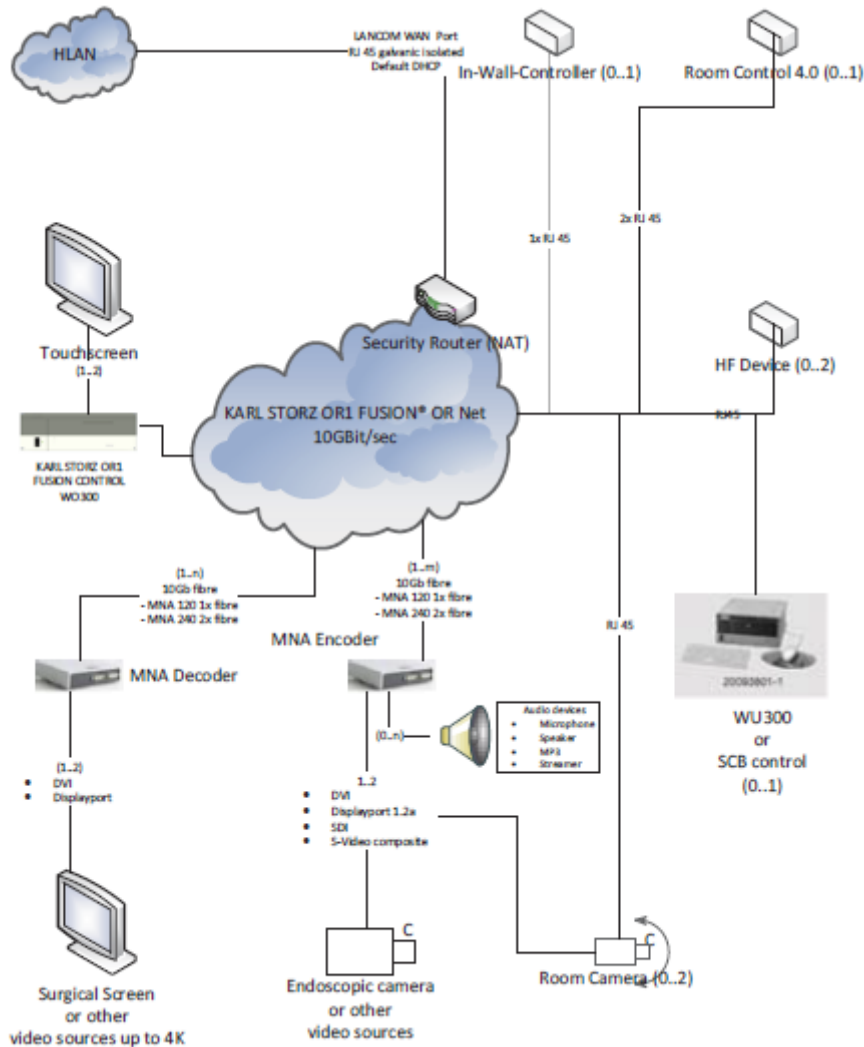 HLAN
LANCOM WAN Port
RJ 45 galvanic isolated
Default DHCP
In-Wall-Controller (0..1)
Room Control 4.0 (0..1)
1x RJ 45
2x RJ 45
Touchscreen
(1..2)
Security Router (NAT)
HF Device (0..2)
KARL STORZ OR1 FUSION® OR Net
10GBit/sec
RJ45
KARL STORZ OR1
FUSION CONTROL
WO300
(1..n)
10Gb fibre
- MNA 120 1x fibre
- MNA 240 2x fibre
(1..m)
10Gb fibre
- MNA 120 1x fibre
- MNA 240 2x fibre
RJ 45
MNA Encoder
MNA Decoder
20090801-1
WU300
or
SCB control
(0..1)
(0..n)
Audio devices
• Microphone
• Speaker
• MP3
• Streamer
(1..2)
• DVI
• Displayport
1..2
• DVI
• Displayport 1.2x
• SDI
• S-Video composite
C
C
Room Camera (0..2)
Surgical Screen
or other
video sources up to 4K
Endoscopic camera
or other
video sources